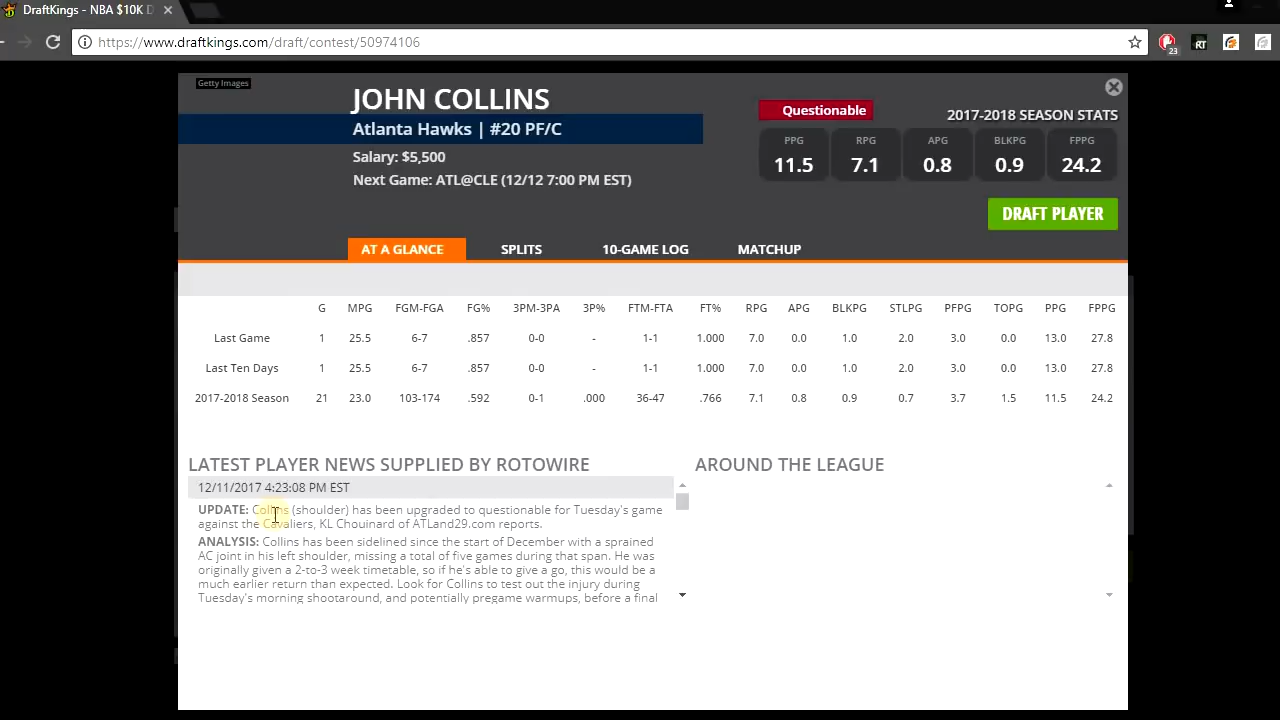 DraftKings - NBA $10K D
https://www.draftkings.com/draft/contest/50974106
23
RT
Getty Images
JOHN COLLINS
Atlanta Hawks | #20 PF/C
Salary: $5,500
Next Game: ATL@CLE (12/12 7:00 PM EST)
Questionable
2017-2018 SEASON STATS
PPG RPG APG BLKPG FPPG
11.5 7.1 0.8 0.9 24.2
DRAFT PLAYER
AT A GLANCE SPLITS 10-GAME LOG MATCHUP
G MPG FGM-FGA FG% 3PM-3PA 3P% FTM-FTA FT% RPG APG BLKPG STLPG PFPG TOPG PPG FPPG
Last Game 1 25.5 6-7 .857 0-0 - 1-1 1.000 7.0 0.0 1.0 2.0 3.0 0.0 13.0 27.8
Last Ten Days 1 25.5 6-7 .857 0-0 - 1-1 1.000 7.0 0.0 1.0 2.0 3.0 0.0 13.0 27.8
2017-2018 Season 21 23.0 103-174 .592 0-1 .000 36-47 .766 7.1 0.8 0.9 0.7 3.7 1.5 11.5 24.2
LATEST PLAYER NEWS SUPPLIED BY ROTOWIRE
12/11/2017 4:23:08 PM EST
UPDATE: Collins (shoulder) has been upgraded to questionable for Tuesday's game
against the Cavaliers, KL Chouinard of ATLand29.com reports.
ANALYSIS: Collins has been sidelined since the start of December with a sprained
AC joint in his left shoulder, missing a total of five games during that span. He was
originally given a 2-to-3 week timetable, so if he's able to give a go, this would be a
much earlier return than expected. Look for Collins to test out the injury during
Tuesday's morning shootaround, and potentially pregame warmups, before a final
AROUND THE LEAGUE